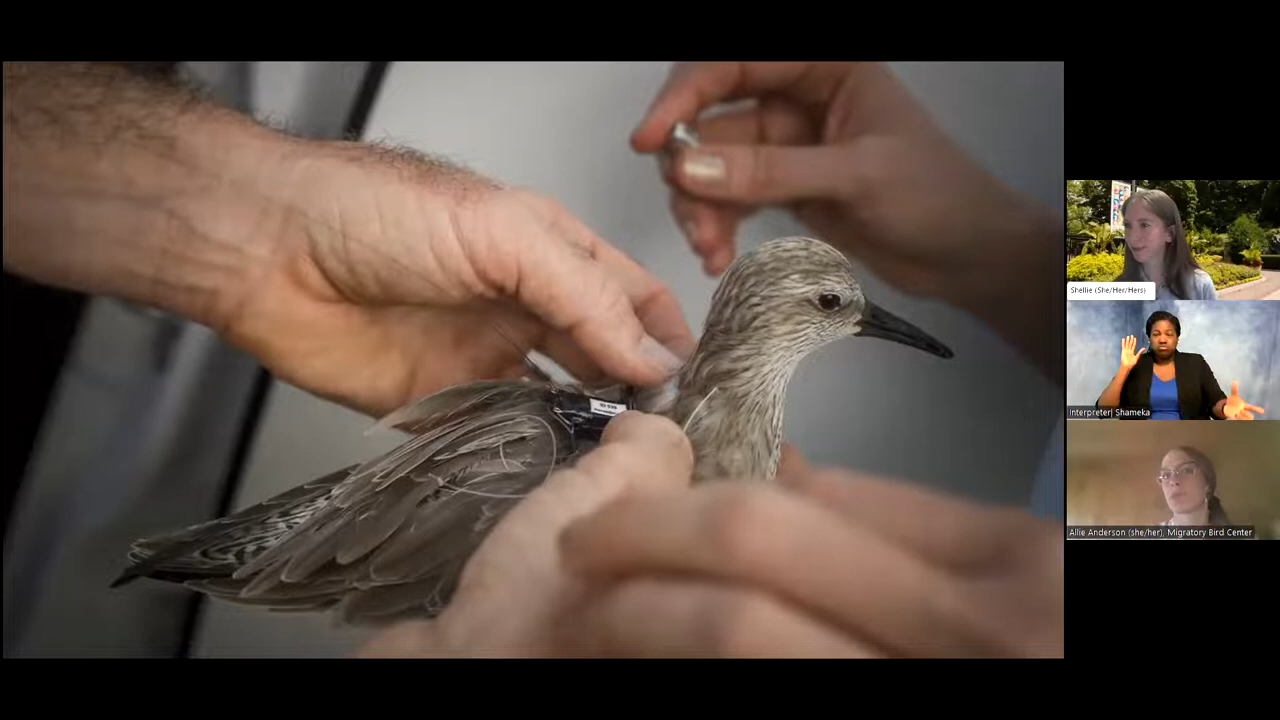 Shellie (She/Her/Hers)
Interpreter| Shameka
Allie Anderson (she/her), Migratory Bird Center